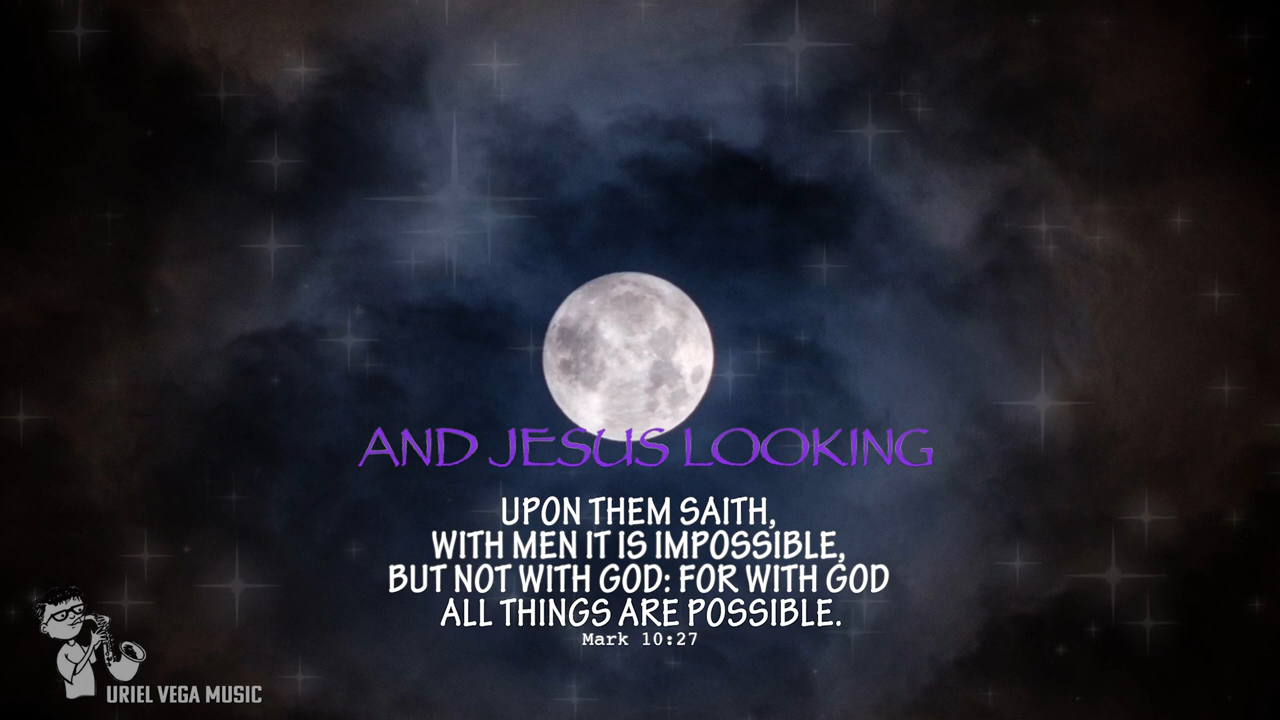 AND JESUS LOOKING
UPON THEM SAITH,
WITH MEN IT IS IMPOSSIBLE,
BUT NOT WITH GOD: FOR WITH GOD
ALL THINGS ARE POSSIBLE.
Mark 10:27
URIEL VEGA MUSIC